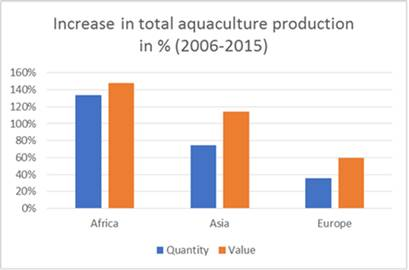 Increase in total aquaculture production
in % (2006-2015)
160%
140%
120%
100%
80%
60%
40%
20%
0%
Africa Asia Europe
Quantity Value